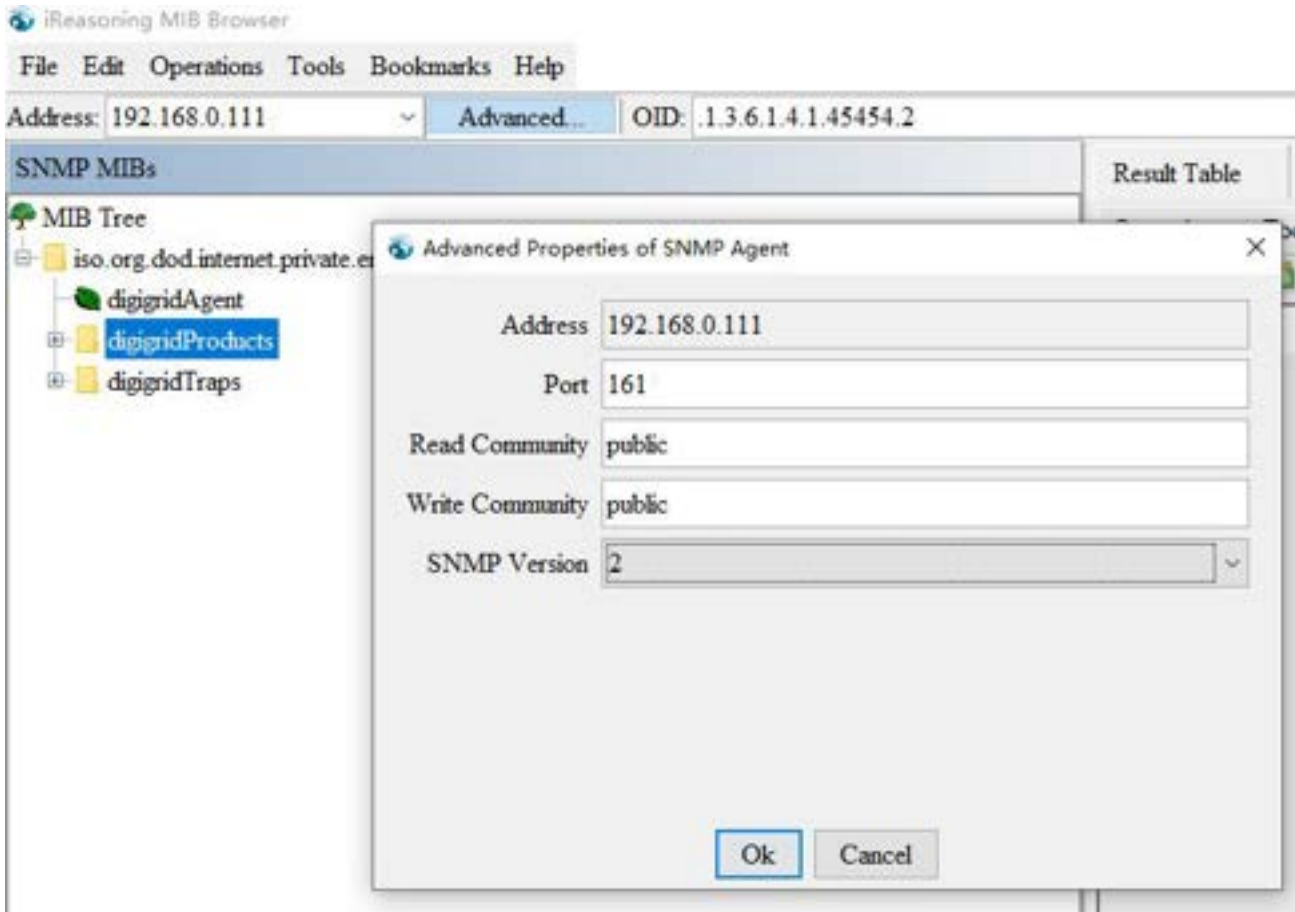 iReasoning MIB Browser
File Edit Operations Tools Bookmarks Help
Address: 192.168.0.111 Advanced... OID: .1.3.6.1.4.1.45454.2
SNMP MIBs
Result Table
MIB Tree
iso.org.dod.internet.private.
digigridAgent
digigridProducts
digigridTraps
Advanced Properties of SNMP Agent
Address 192.168.0.111
Port 161
Read Community public
Write Community public
SNMP Version 2
Ok Cancel